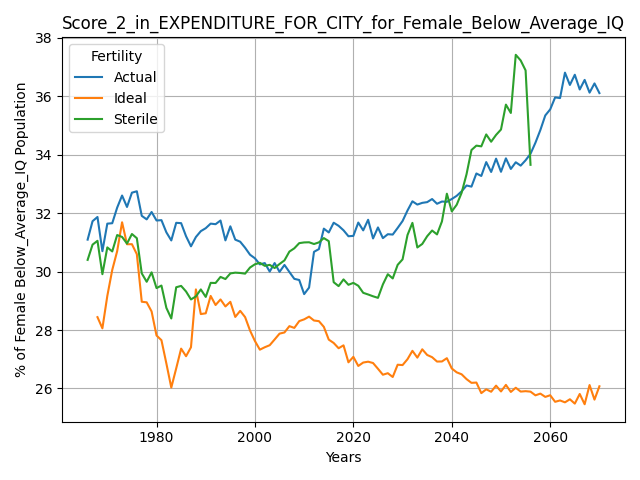 Score_2_in_EXPENDITURE_FOR_CITY_for_Female_Below_Average_IQ
% of Female Below_Average_IQ Population
38
36
34
32
30
28
26
Fertility
Actual
Ideal
Sterile
1980 2000 2020 2040 2060
Years